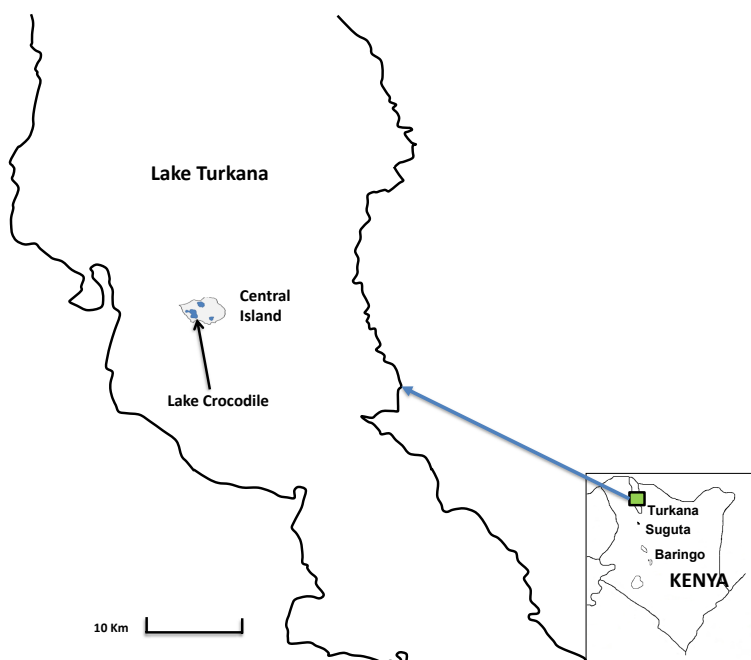 Lake Turkana
Central
Island
Lake Crocodile
Turkana
Suguta
Baringo
KENYA
10 Km